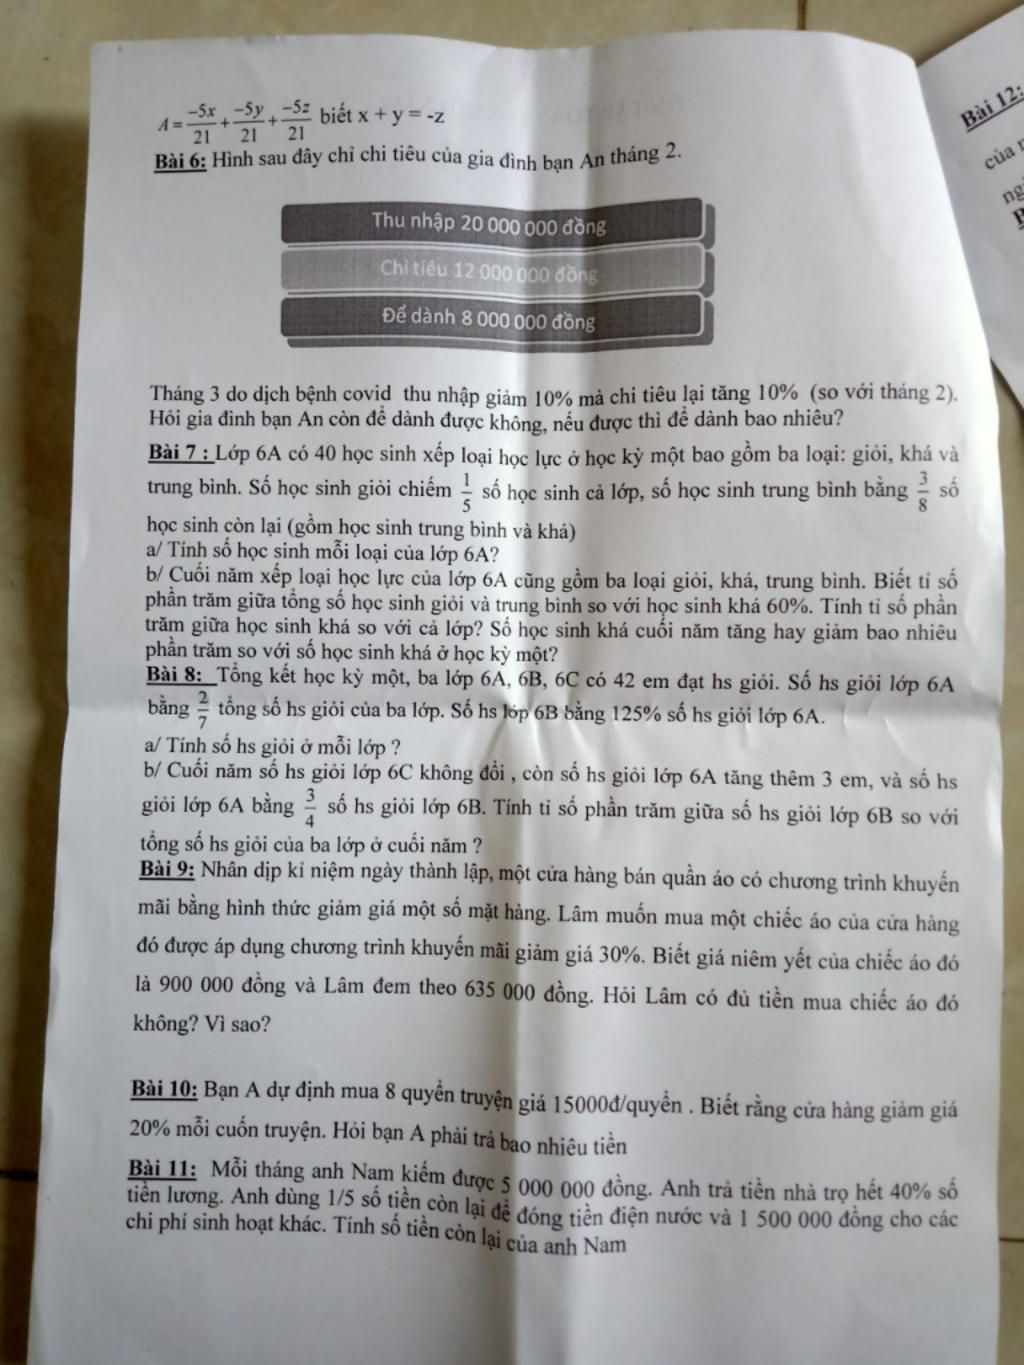 A = -5x/21 + -5y/21 + -5z/21 biết x + y = -z
Bài 6: Hình sau đây chỉ chi tiêu của gia đình bạn An tháng 2.
Thu nhập 20 000 000 đồng
Chi tiêu 12 000 000 đồng
Để dành 8 000 000 đồng
Tháng 3 do dịch bệnh covid thu nhập giảm 10% mà chi tiêu lại tăng 10% (so với tháng 2).
Hỏi gia đình bạn An còn để dành được không, nếu được thì để dành bao nhiêu?
Bài 7 : Lớp 6A có 40 học sinh xếp loại học lực ở học kỳ một bao gồm ba loại: giỏi, khá và
trung bình. Số học sinh giỏi chiếm 1/5 số học sinh cả lớp, số học sinh trung bình bằng 3/8 số
học sinh còn lại (gồm học sinh trung bình và khá)
a/ Tính số học sinh mỗi loại của lớp 6A?
b/ Cuối năm xếp loại học lực của lớp 6A cũng gồm ba loại giỏi, khá, trung bình. Biết tỉ số
phần trăm giữa tổng số học sinh giỏi và trung bình so với học sinh khá 60%. Tính tỉ số phần
trăm giữa học sinh khá so với cả lớp? Số học sinh khá cuối năm tăng hay giảm bao nhiêu
phần trăm so với số học sinh khá ở học kỳ một?
Bài 8: Tổng kết học kỳ một, ba lớp 6A, 6B, 6C có 42 em đạt hs giỏi. Số hs giỏi lớp 6A
bằng 2/7 tổng số hs giỏi của ba lớp. Số hs lớp 6B bằng 125% số hs giỏi lớp 6A.
a/ Tính số hs giỏi ở mỗi lớp ?
b/ Cuối năm số hs giỏi lớp 6C không đổi , còn số hs giỏi lớp 6A tăng thêm 3 em, và số hs
giỏi lớp 6A bằng 3/4 số hs giỏi lớp 6B. Tính tỉ số phần trăm giữa số hs giỏi lớp 6B so với
tổng số hs giỏi của ba lớp ở cuối năm ?
Bài 9: Nhân dịp kỉ niệm ngày thành lập, một cửa hàng bán quần áo có chương trình khuyến
mãi bằng hình thức giảm giá một số mặt hàng. Lâm muốn mua một chiếc áo của cửa hàng
đó được áp dụng chương trình khuyến mãi giảm giá 30%. Biết giá niêm yết của chiếc áo đó
là 900 000 đồng và Lâm đem theo 635 000 đồng. Hỏi Lâm có đủ tiền mua chiếc áo đó
không? Vì sao?
Bài 10: Bạn A dự định mua 8 quyển truyện giá 15000đ/quyển . Biết rằng cửa hàng giảm giá
20% mỗi cuốn truyện. Hỏi bạn A phải trả bao nhiêu tiền
Bài 11: Mỗi tháng anh Nam kiếm được 5 000 000 đồng. Anh trả tiền nhà trọ hết 40% số
tiền lương. Anh dùng 1/5 số tiền còn lại để đóng tiền điện nước và 1 500 000 đồng cho các
chi phí sinh hoạt khác. Tính số tiền còn lại của anh Nam
Bài 12:
của